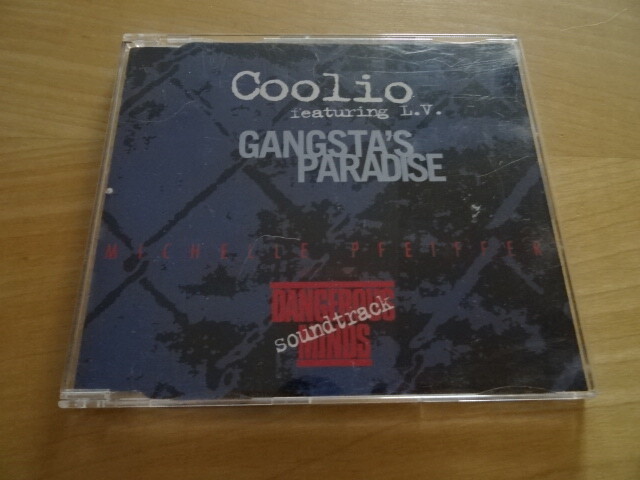 Coolio
featuring L.V.
GANGSTA'S
PARADISE
MICHELLE PFEIFFER
DANGEROUS
soundtrack
MINDS